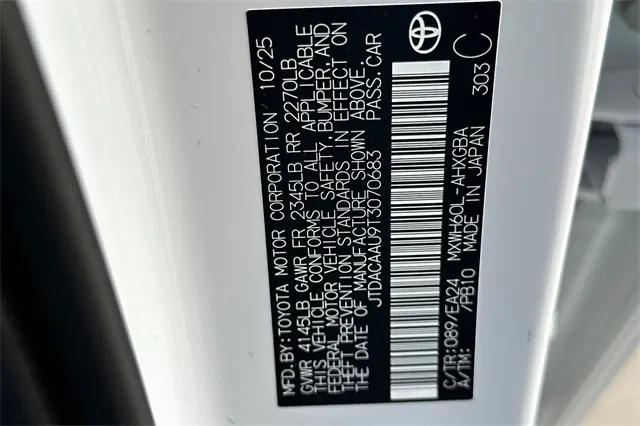 MFD.BY:TOYOTA MOTOR CORPORATION 10/25
GVWR 4145LB GAWR FR 2345LB RR 2270LB
THIS VEHICLE CONFORMS TO ALL APPLICABLE
FEDERAL MOTOR VEHICLE SAFETY, BUMPER, AND
THEFT PREVENTION STANDARDS IN EFFECT ON
THE DATE OF MANUFACTURE SHOWN ABOVE.
JTDACAAU9T3070683 PASS.CAR
C/TR:089/EA24 MXWH60L-AHXGBA
A/TM: /PB10 MADE IN JAPAN 303 C